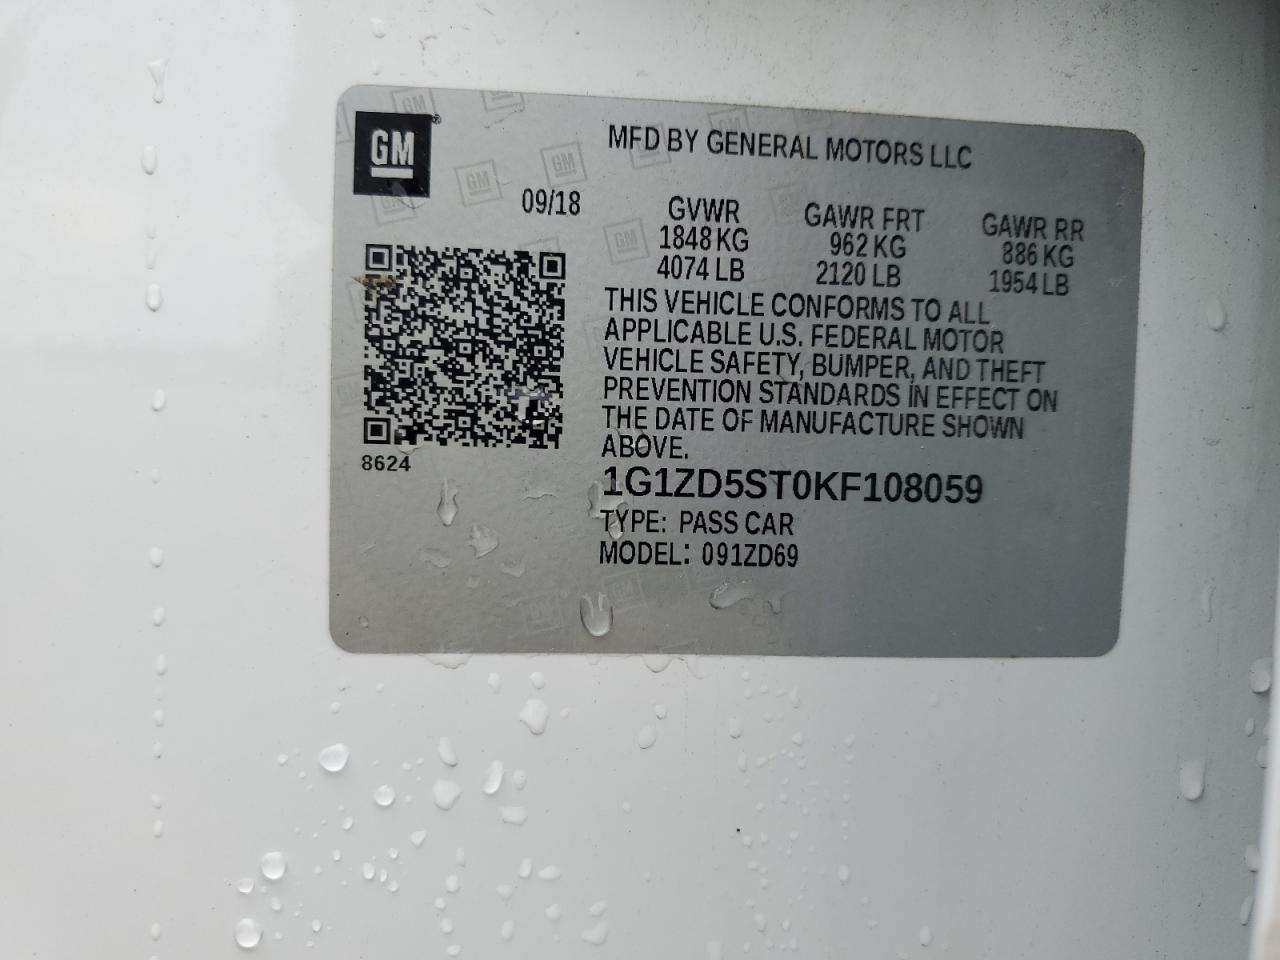 GM®
MFD BY GENERAL MOTORS LLC
09/18
GVWR GAWR FRT GAWR RR
1848 KG 962 KG 886 KG
4074 LB 2120 LB 1954 LB
THIS VEHICLE CONFORMS TO ALL
APPLICABLE U.S. FEDERAL MOTOR
VEHICLE SAFETY, BUMPER, AND THEFT
PREVENTION STANDARDS IN EFFECT ON
THE DATE OF MANUFACTURE SHOWN
ABOVE.
8624
1G1ZD5ST0KF108059
TYPE: PASS CAR
MODEL: 091ZD69